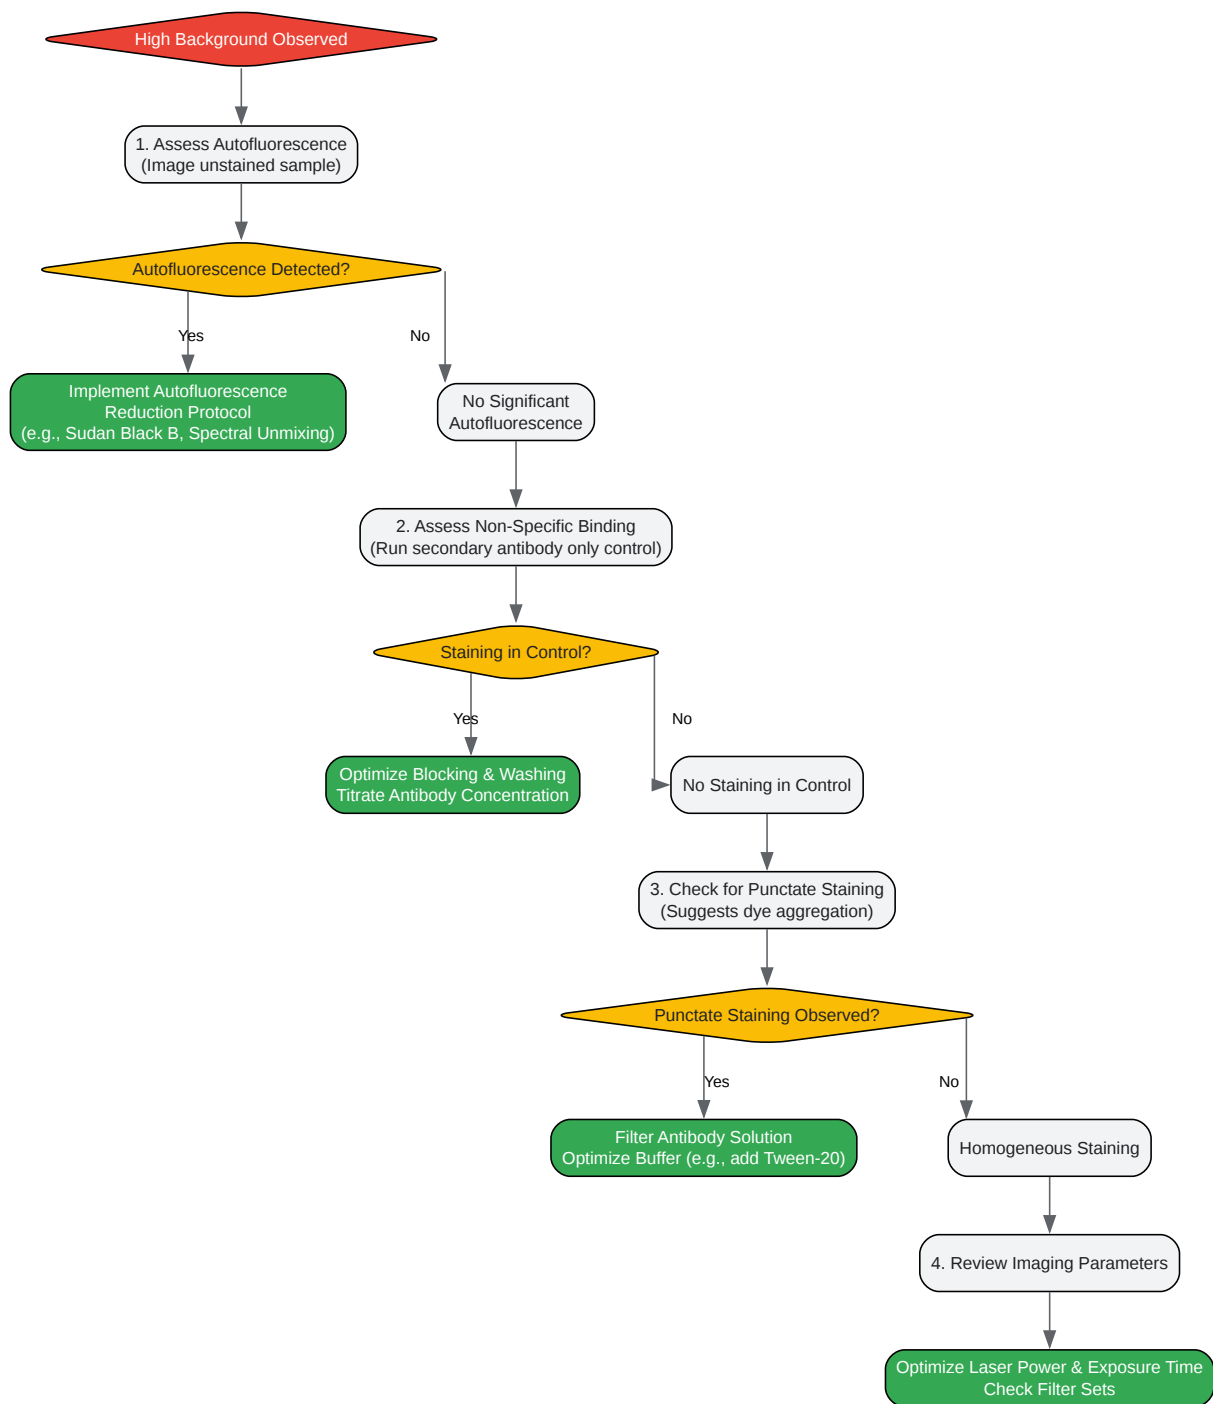 High Background Observed
1. Assess Autofluorescence
(Image unstained sample)
Autofluorescence Detected?
Yes
No
Implement Autofluorescence
Reduction Protocol
(e.g., Sudan Black B, Spectral Unmixing)
No Significant
Autofluorescence
2. Assess Non-Specific Binding
(Run secondary antibody only control)
Staining in Control?
Yes
No
Optimize Blocking & Washing
Titrate Antibody Concentration
No Staining in Control
3. Check for Punctate Staining
(Suggests dye aggregation)
Punctate Staining Observed?
Yes
No
Filter Antibody Solution
Optimize Buffer (e.g., add Tween-20)
Homogeneous Staining
4. Review Imaging Parameters
Optimize Laser Power & Exposure Time
Check Filter Sets